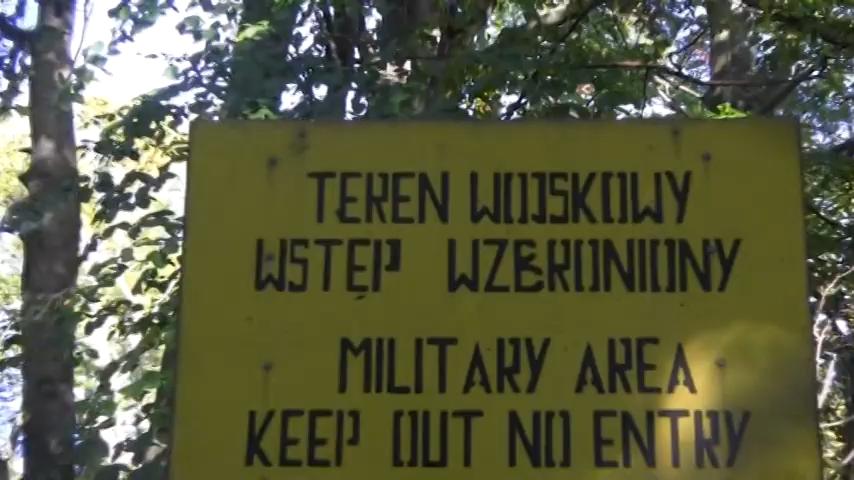 TEREN WOJSKOWY
WSTĘP WZBRONIONY
MILITARY AREA
KEEP OUT NO ENTRY